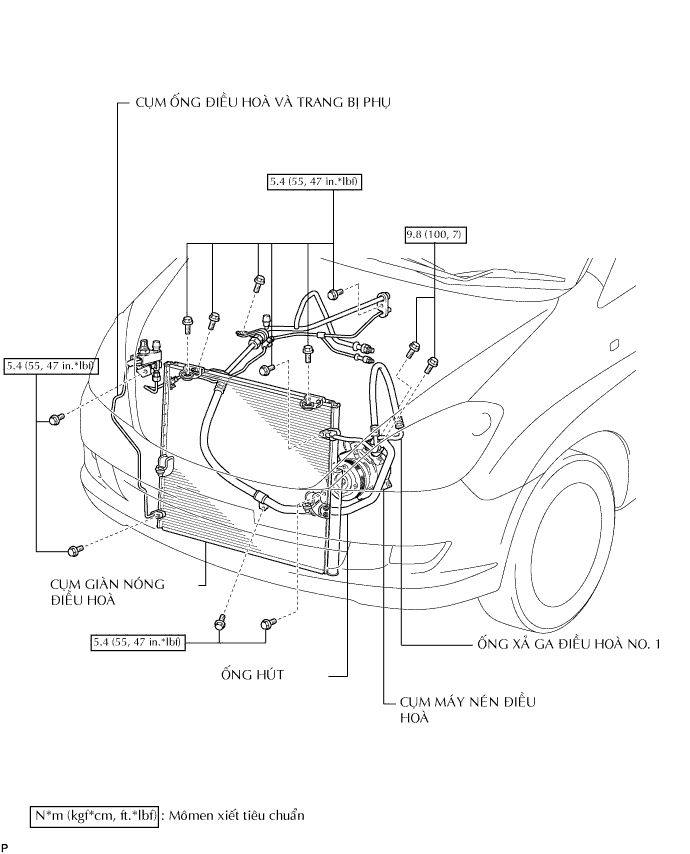 CỤM ỐNG ĐIỀU HOÀ VÀ TRANG BỊ PHỤ
5.4 (55, 47 in.*lbf)
9.8 (100, 7)
5.4 (55, 47 in.*lbf)
CỤM GIÀN NÓNG
ĐIỀU HOÀ
5.4 (55, 47 in.*lbf)
ỐNG XẢ GA ĐIỀU HOÀ NO. 1
ỐNG HÚT
CỤM MÁY NÉN ĐIỀU
HOÀ
N*m (kgf*cm, ft.*lbf) : Mômen xiết tiêu chuẩn
P